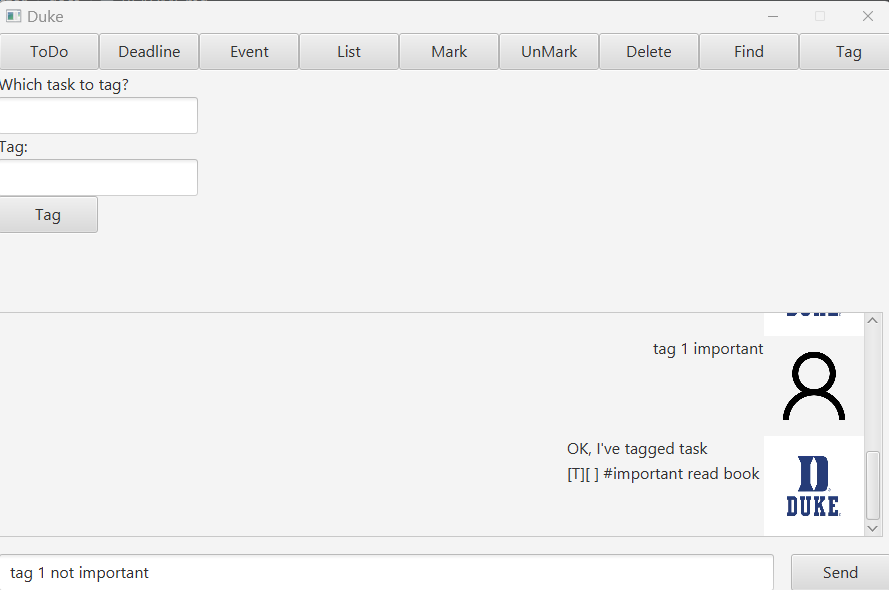 Duke
ToDo Deadline Event List Mark UnMark Delete Find Tag
Which task to tag?
Tag:
Tag
DUKE
tag 1 important
OK, I've tagged task
[T][ ] #important read book
D
DUKE
tag 1 not important Send